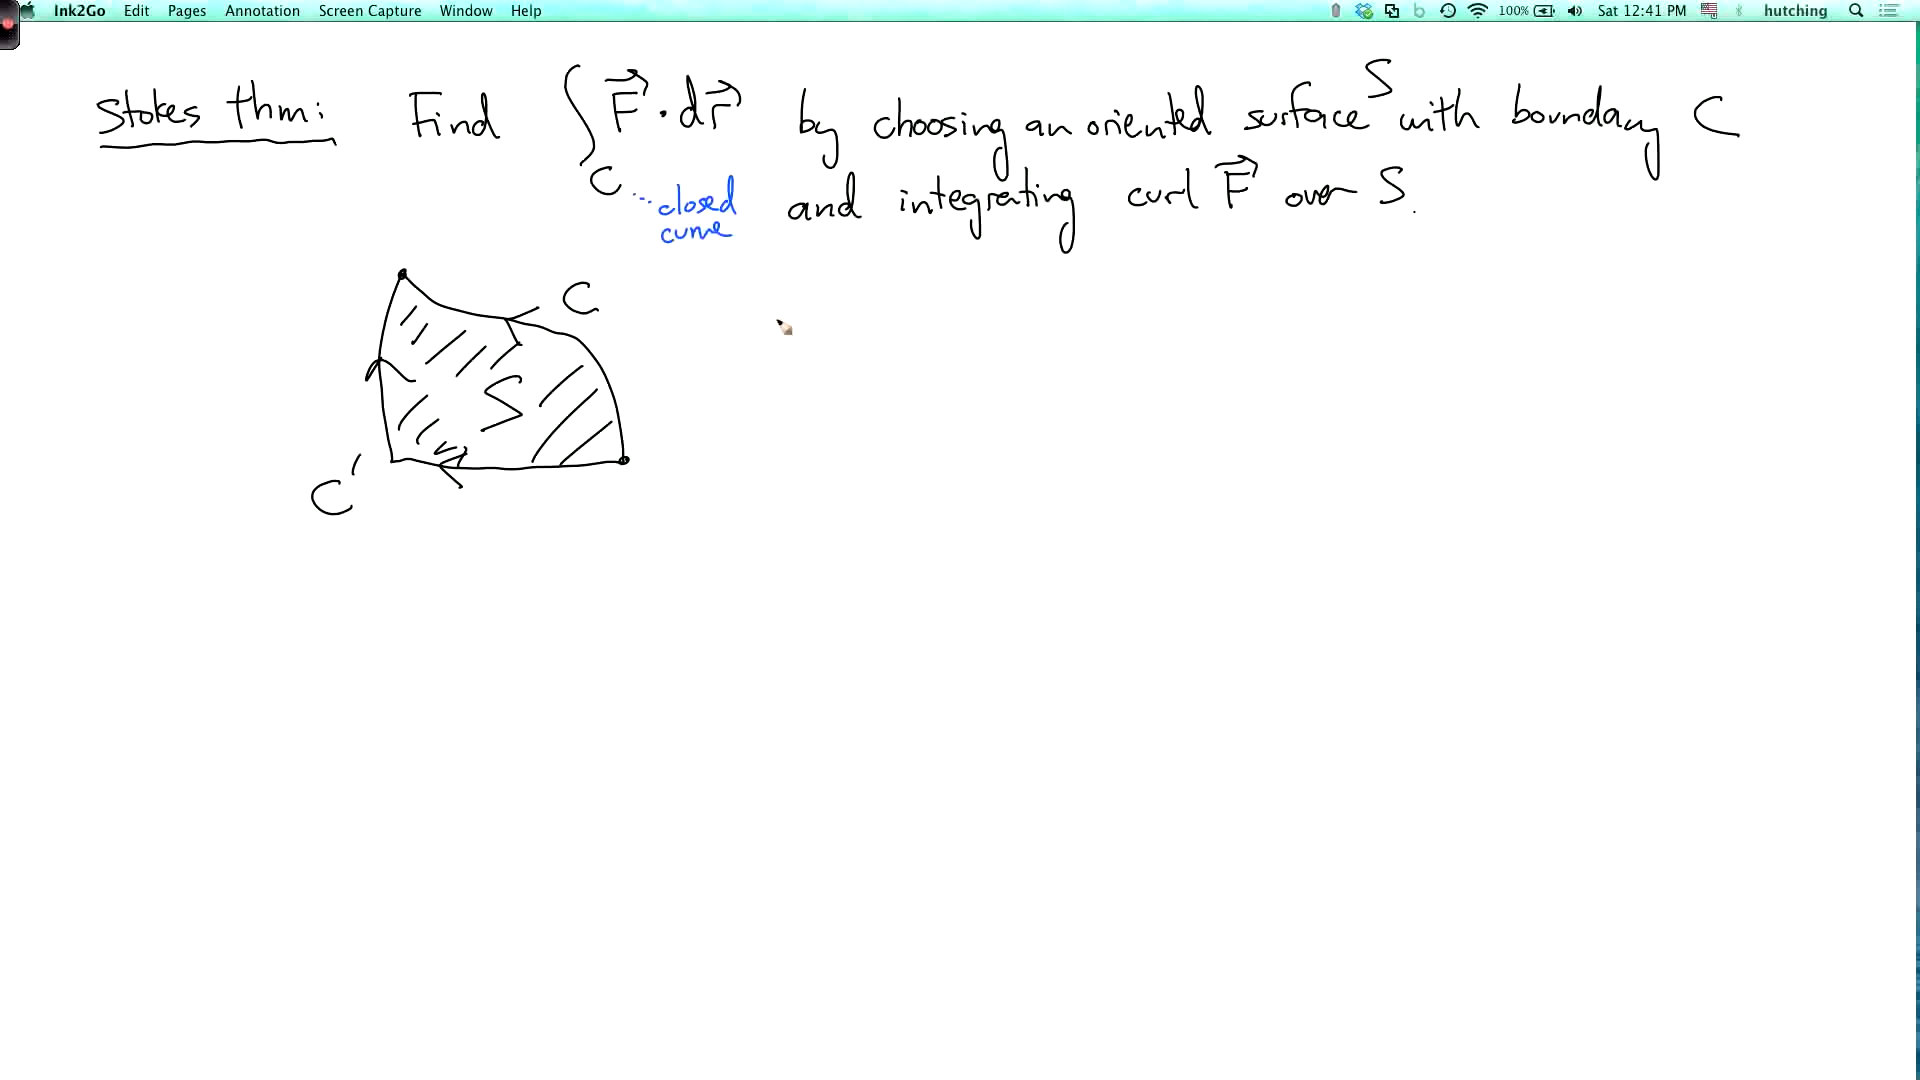 Ink2Go Edit Pages Annotation Screen Capture Window Help 100% Sat 12:41 PM hutching
Stokes thm: Find ∫_C F⃗ · dr⃗ by choosing an oriented surface S with boundary C
closed curve
and integrating curl F⃗ over S.
C
S
C'